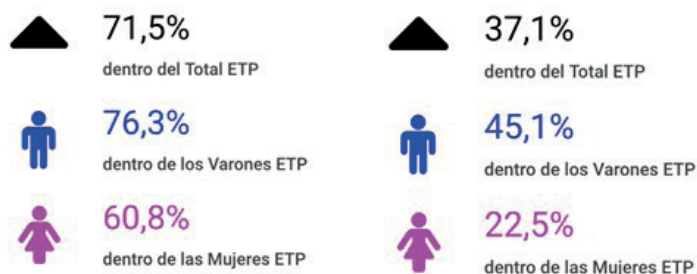 71,5%
dentro del Total ETP
76,3%
dentro de los Varones ETP
60,8%
dentro de las Mujeres ETP
37,1%
dentro del Total ETP
45,1%
dentro de los Varones ETP
22,5%
dentro de las Mujeres ETP